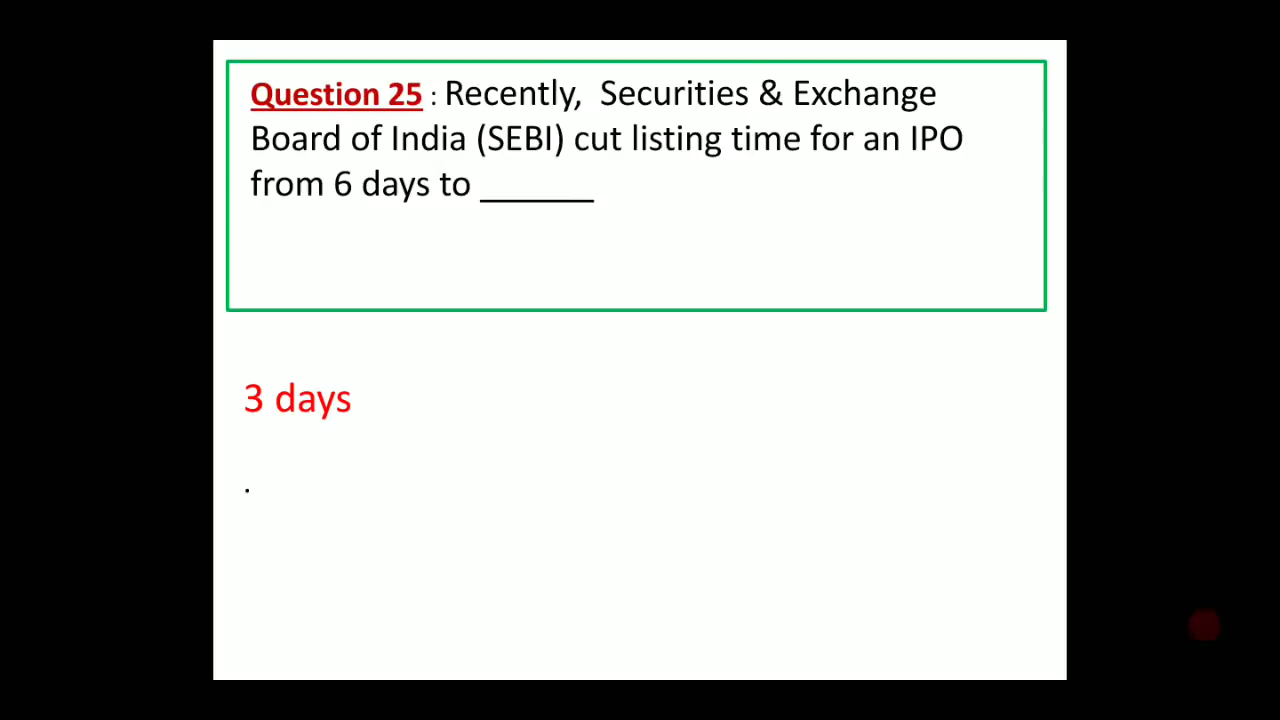 Question 25 : Recently,  Securities & Exchange
Board of India (SEBI) cut listing time for an IPO
from 6 days to _______
3 days
.